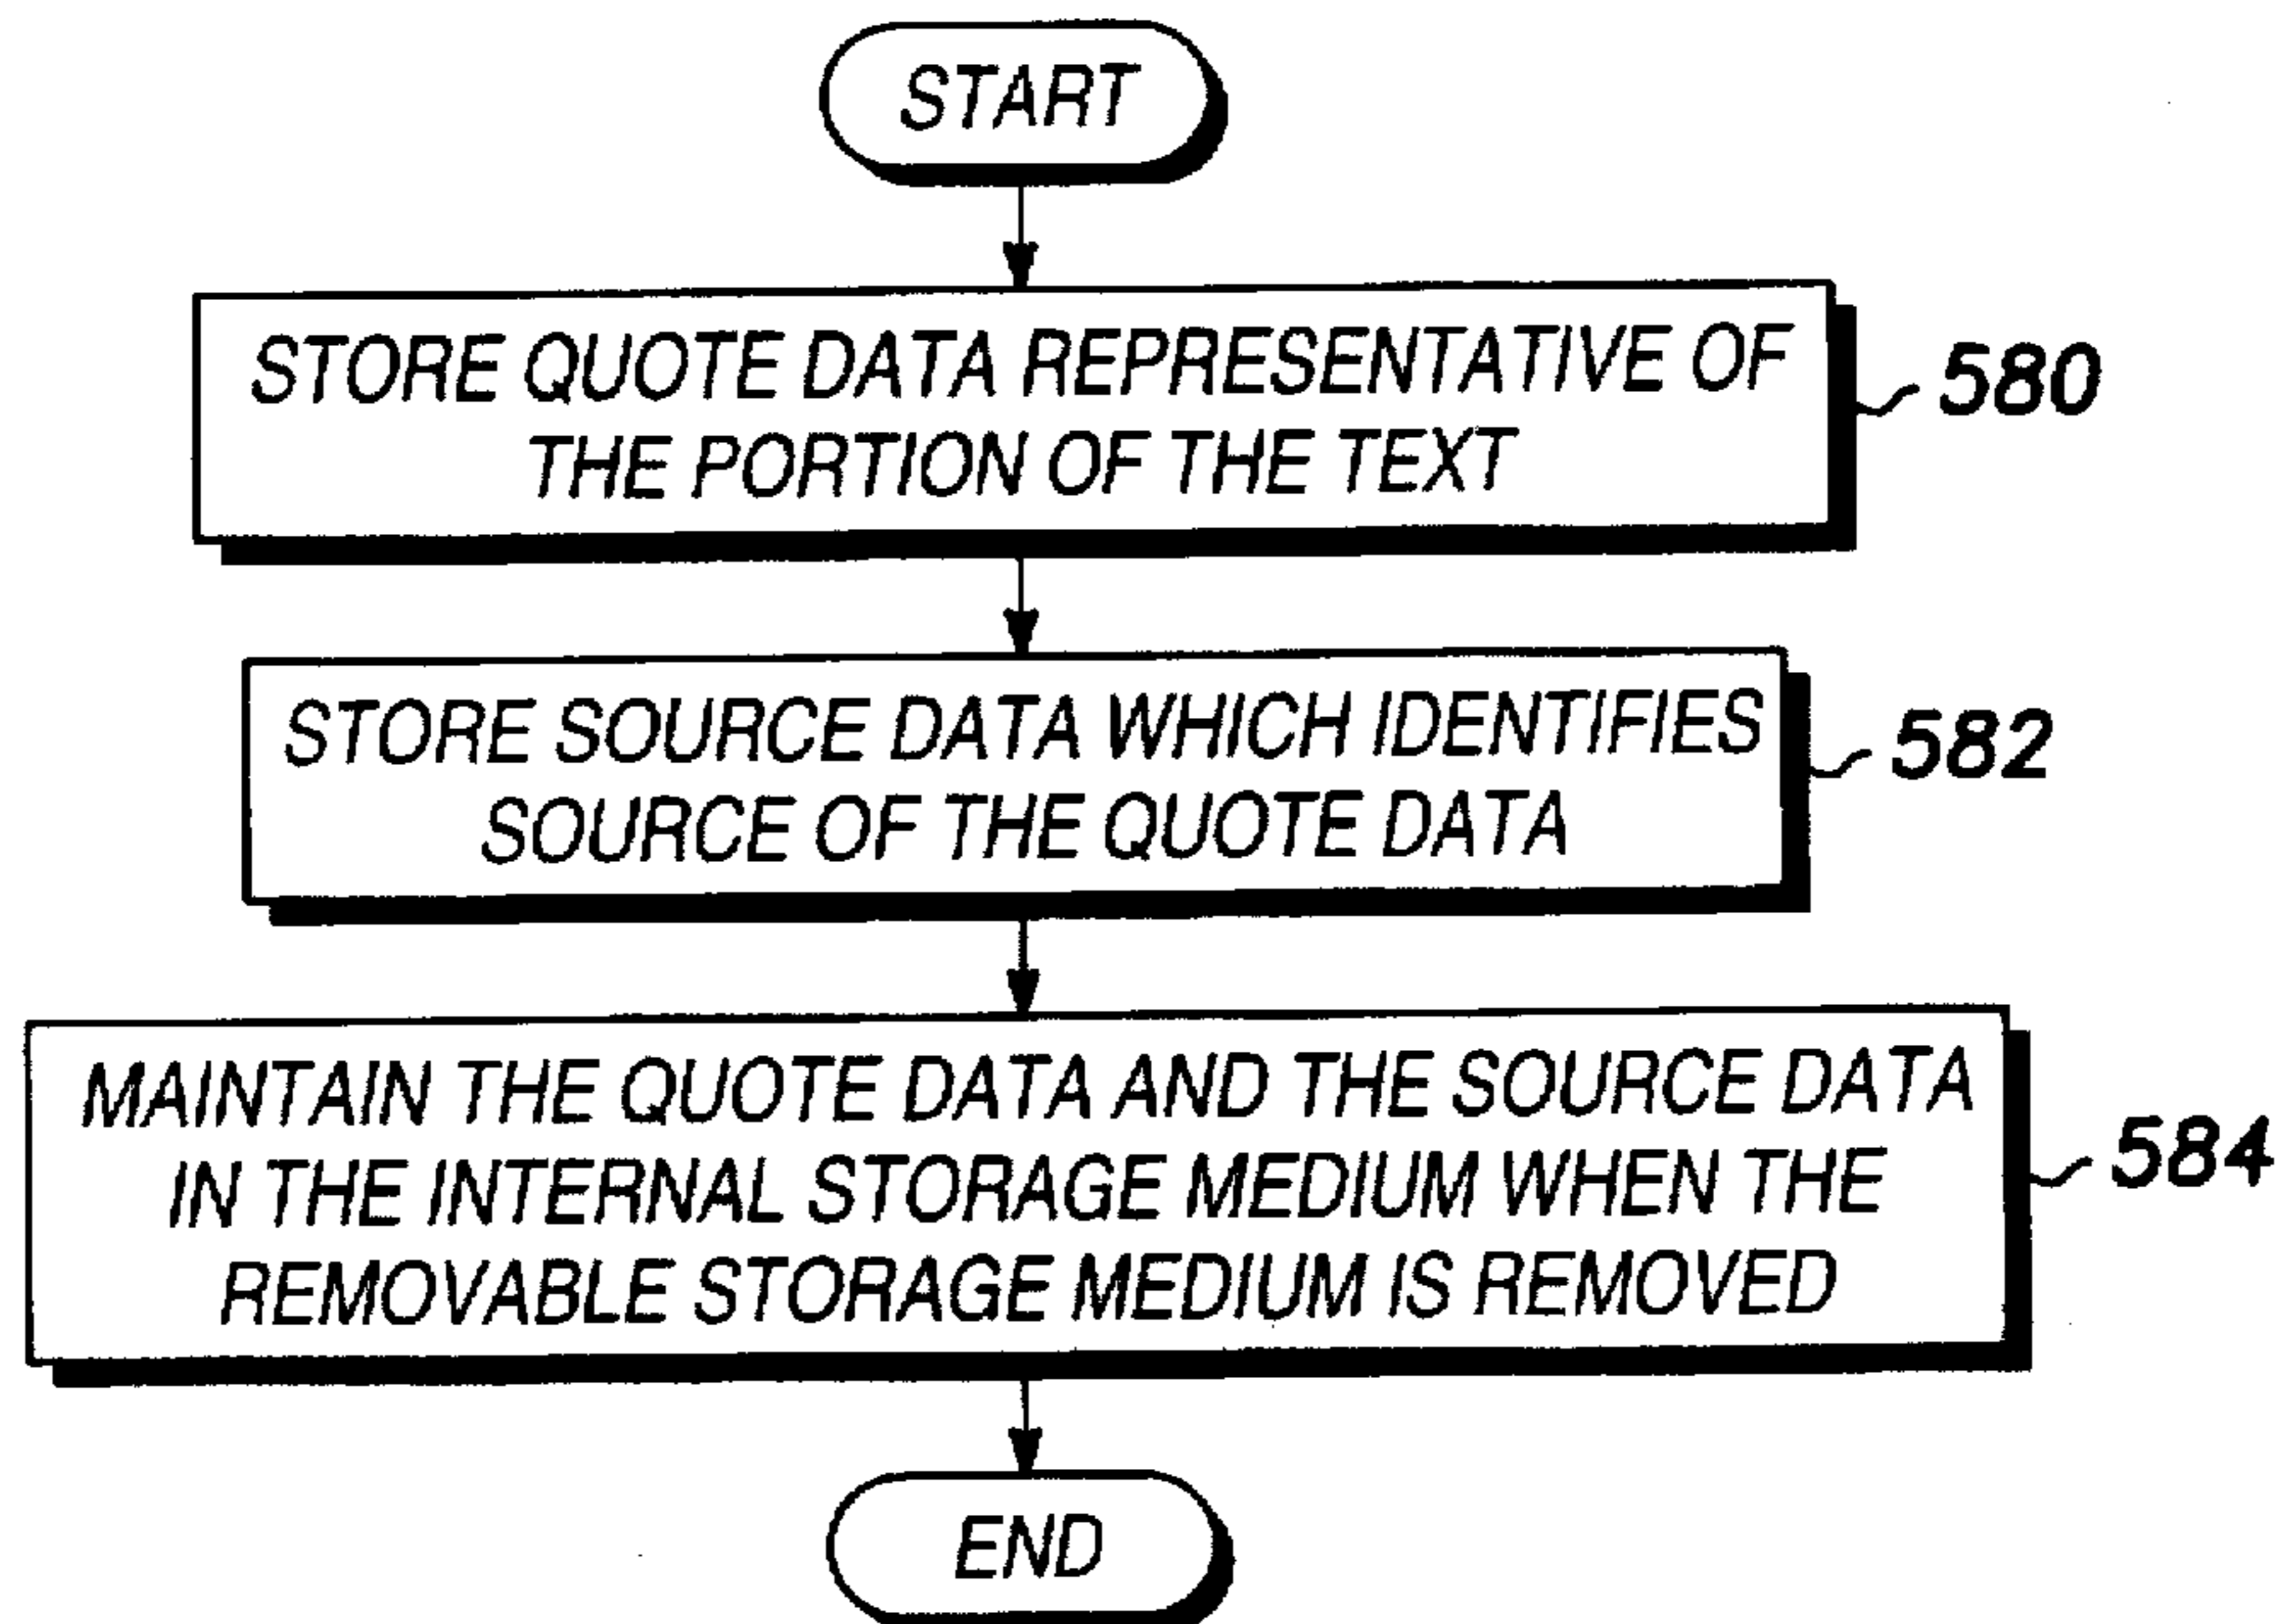 START
STORE QUOTE DATA REPRESENTATIVE OF
THE PORTION OF THE TEXT
580
STORE SOURCE DATA WHICH IDENTIFIES
SOURCE OF THE QUOTE DATA
582
MAINTAIN THE QUOTE DATA AND THE SOURCE DATA
IN THE INTERNAL STORAGE MEDIUM WHEN THE
REMOVABLE STORAGE MEDIUM IS REMOVED
584
END